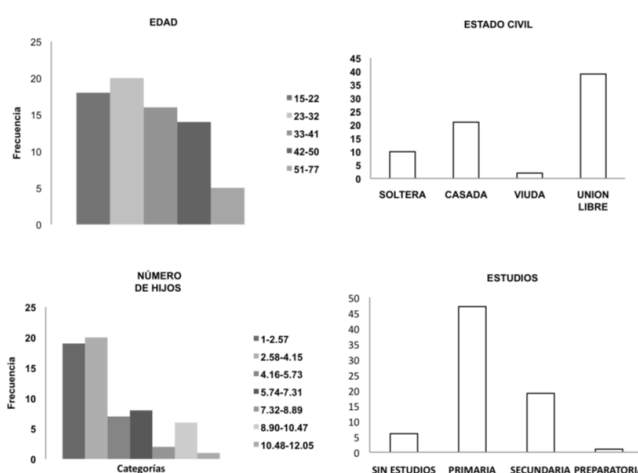 EDAD
25
20
15
10
5
0
Frecuencia
15-22
23-32
33-41
42-50
51-77
ESTADO CIVIL
45
40
35
30
25
20
15
10
5
0
SOLTERA
CASADA
VIUDA
UNION
LIBRE
NÚMERO
DE HIJOS
25
20
15
10
5
0
Frecuencia
Categorías
1-2.57
2.58-4.15
4.16-5.73
5.74-7.31
7.32-8.89
8.90-10.47
10.48-12.05
ESTUDIOS
50
45
40
35
30
25
20
15
10
5
0
SIN ESTUDIOS
PRIMARIA
SECUNDARIA
PREPARATORI